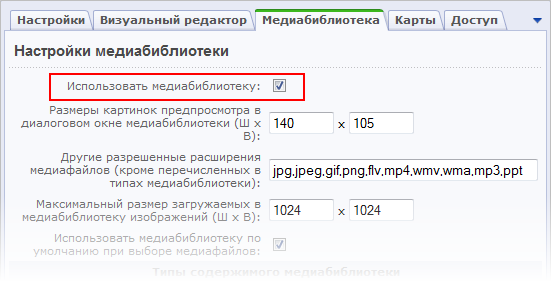 Настройки Визуальный редактор Медиабиблиотека Карты Доступ
Настройки медиабиблиотеки
Использовать медиабиблиотеку:
Размеры картинок предпросмотра в
диалоговом окне медиабиблиотеки (Ш x
В): 140 x 105
Другие разрешенные расширения
медиафайлов (кроме перечисленных в
типах медиабиблиотеки): jpg,jpeg,gif,png,flv,mp4,wmv,wma,mp3,ppt
Максимальный размер загружаемых в
медиабиблиотеку изображений (Ш x В): 1024 x 1024
Использовать медиабиблиотеку по
умолчанию при выборе медиафайлов:
Типы содержимого медиабиблиотеки